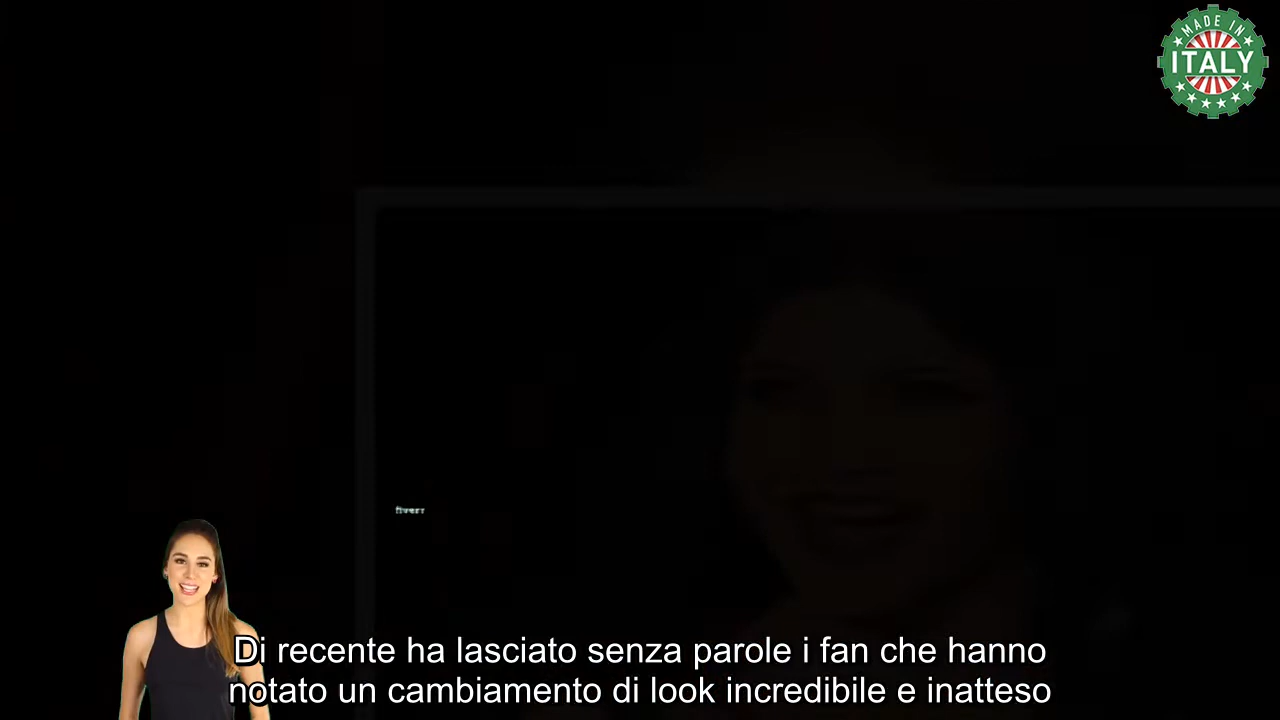 MADE IN
ITALY
fiverr
Di recente ha lasciato senza parole i fan che hanno
notato un cambiamento di look incredibile e inatteso